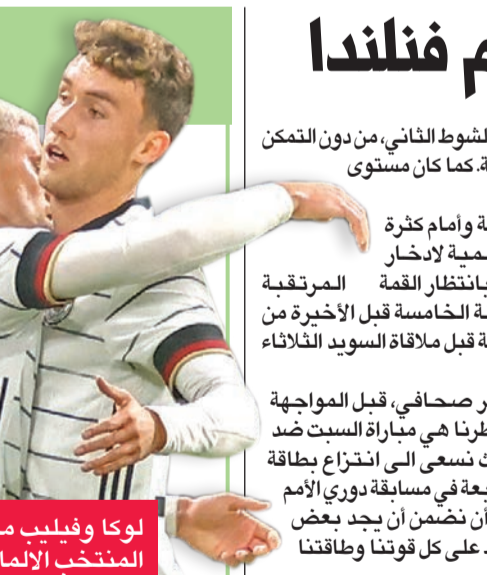 م فنلندا
لشوط الثاني، من دون التمكن
ة. كما كان مستوى
ة وأمام كثرة
مية لادخار
بانتظار القمة المرتقبة
ة الخامسة قبل الأخيرة من
ة قبل ملاقاة السويد الثلاثاء
ر صحافي، قبل المواجهة
ظرنا هي مباراة السبت ضد
ك نسعى الى انتزاع بطاقة
بعة في مسابقة دوري الأمم
أن نضمن أن يجد بعض
د على كل قوتنا وطاقتنا
لوكا وفيليب م
المنتخب الالما